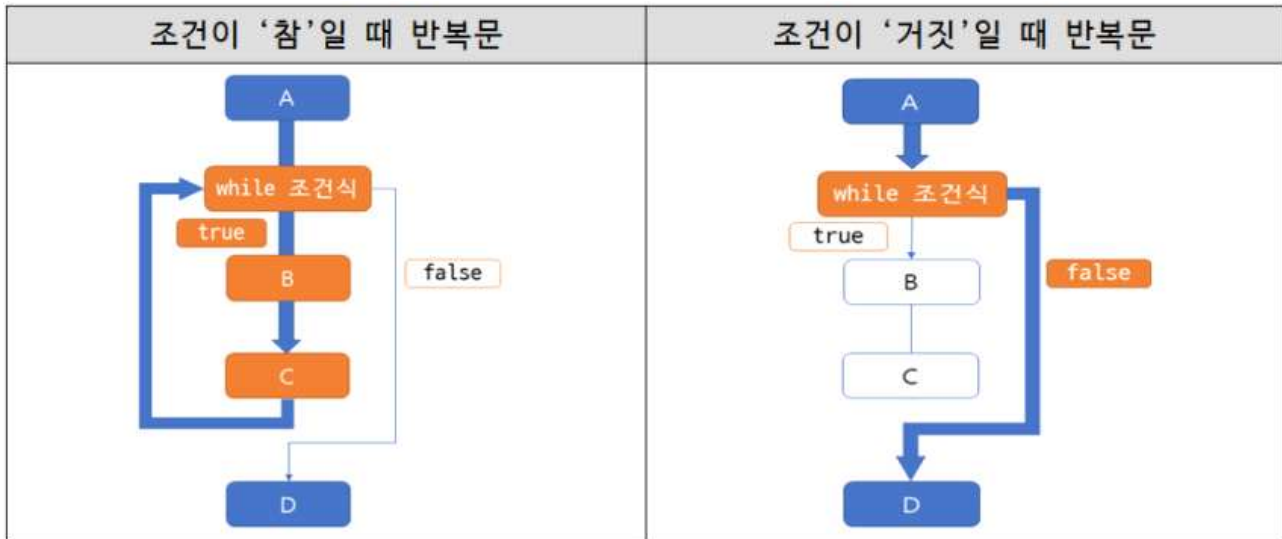 조건이 ‘참’일 때 반복문
A
while 조건식
true
false
B
C
D
조건이 ‘거짓’일 때 반복문
A
while 조건식
true
B
false
C
D